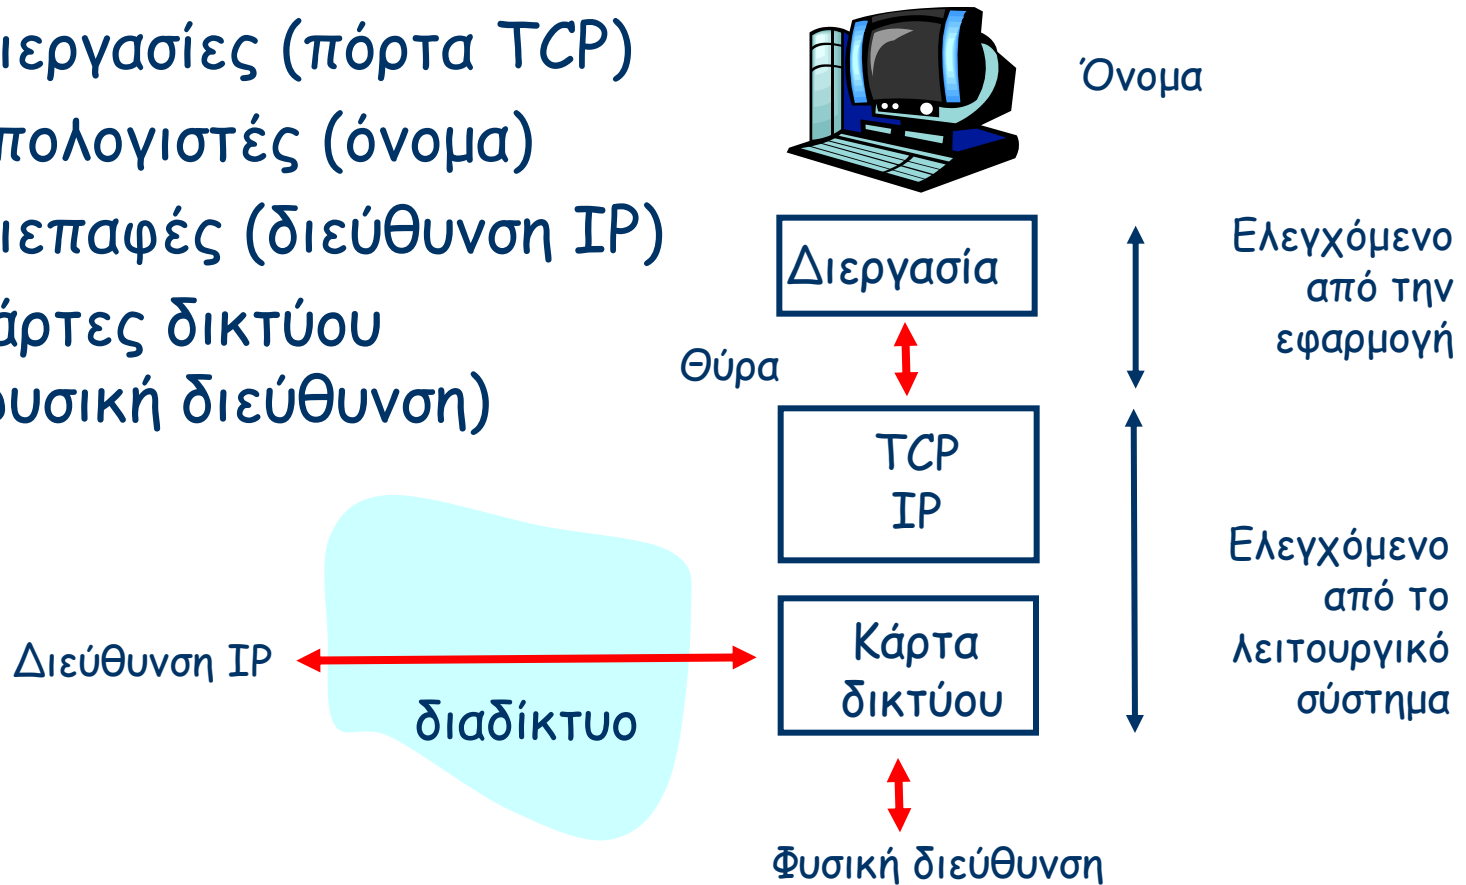 ιεργασίες (πόρτα TCP)
πολογιστές (όνομα)
ιεπαφές (διεύθυνση IP)
άρτες δικτύου
υσική διεύθυνση)
Όνομα
Διεργασία
Θύρα
TCP
IP
Κάρτα
δικτύου
Φυσική διεύθυνση
Διεύθυνση IP
διαδίκτυο
Ελεγχόμενο
από την
εφαρμογή
Ελεγχόμενο
από το
λειτουργικό
σύστημα